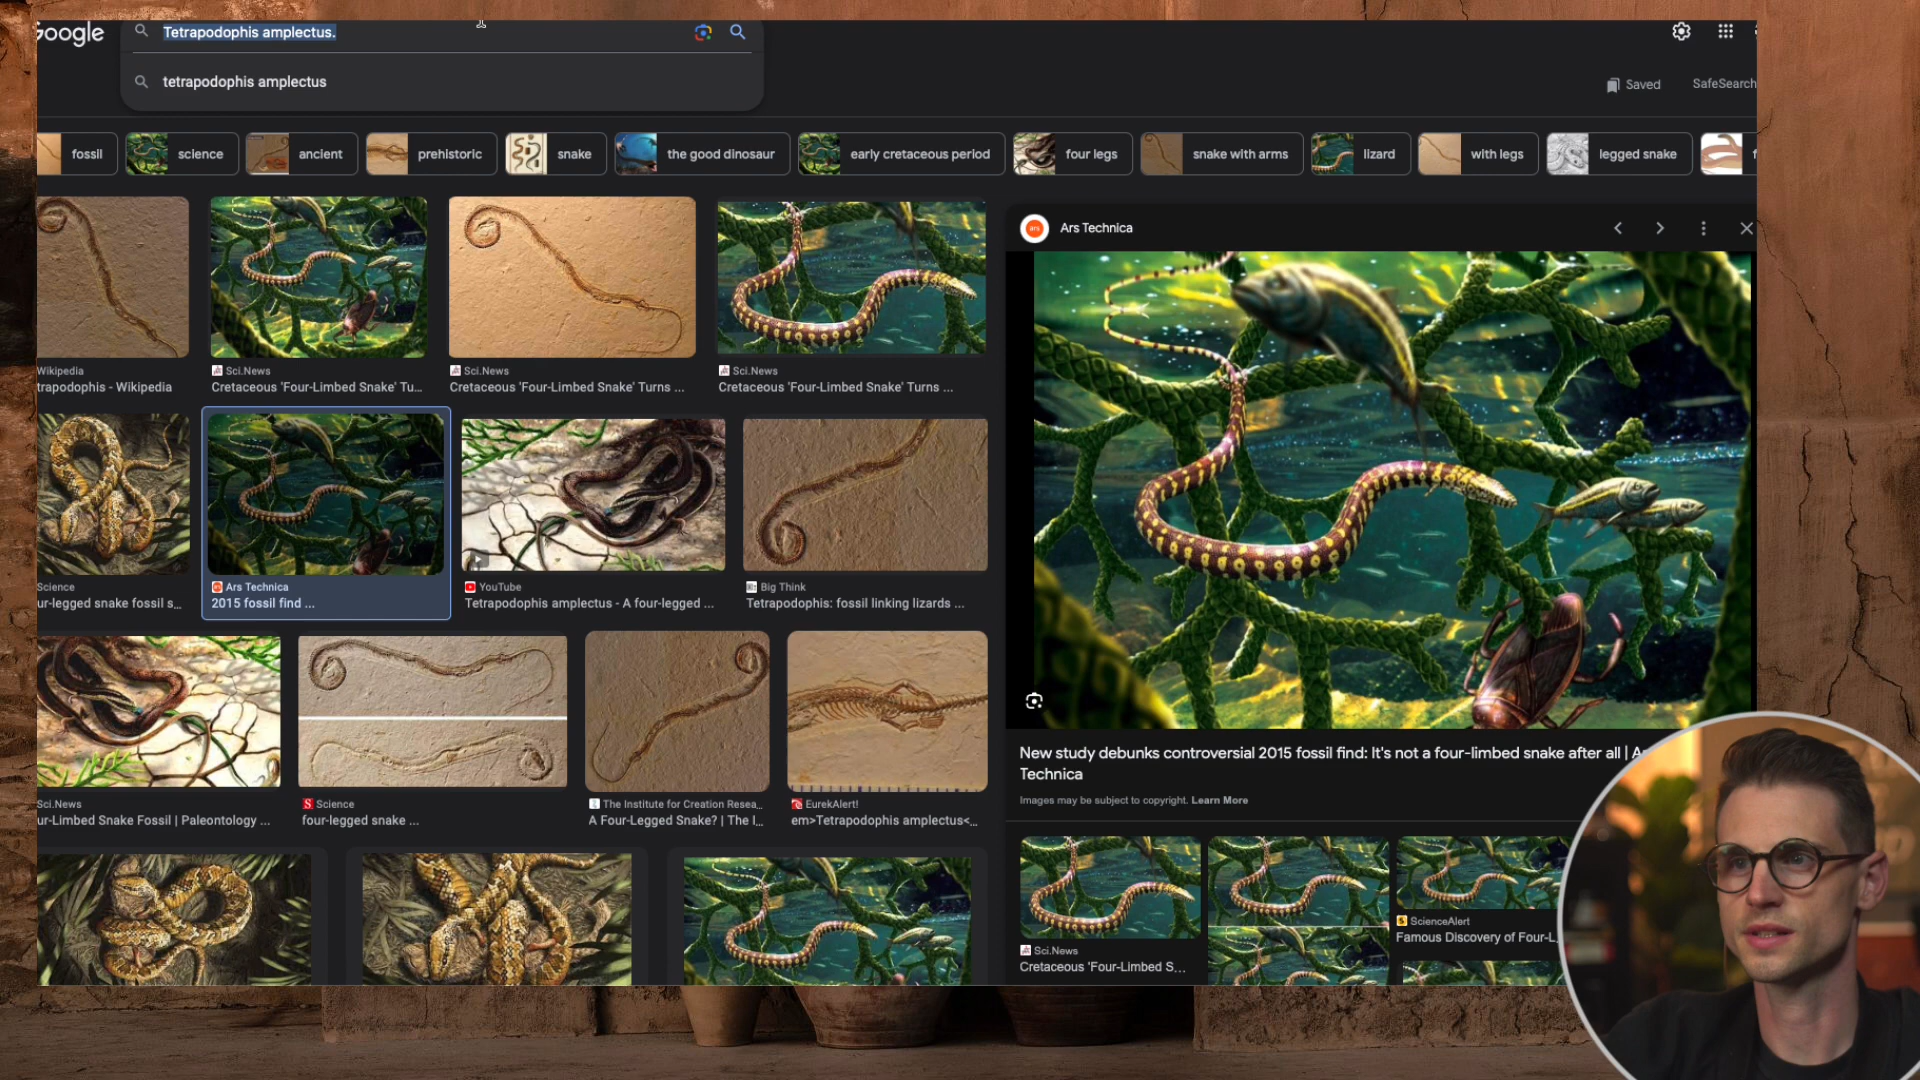 Google
Tetrapodophis amplectus.
tetrapodophis amplectus
Saved
SafeSearch
fossil
science
ancient
prehistoric
snake
the good dinosaur
early cretaceous period
four legs
snake with arms
lizard
with legs
legged snake
f
ars
Ars Technica
Wikipedia
trapodophis - Wikipedia
Sci.News
Cretaceous 'Four-Limbed Snake' Tu...
Sci.News
Cretaceous 'Four-Limbed Snake' Turns ...
Sci.News
Cretaceous 'Four-Limbed Snake' Turns ...
Science
ur-legged snake fossil s...
Ars Technica
2015 fossil find ...
YouTube
Tetrapodophis amplectus - A four-legged ...
Big Think
Tetrapodophis: fossil linking lizards ...
New study debunks controversial 2015 fossil find: It's not a four-limbed snake after all | Ar
Technica
Images may be subject to copyright. Learn More
Sci.News
ur-Limbed Snake Fossil | Paleontology ...
S Science
four-legged snake ...
The Institute for Creation Resea...
A Four-Legged Snake? | The I...
EurekAlert!
em>Tetrapodophis amplectus<...
Sci.News
Cretaceous 'Four-Limbed S...
ScienceAlert
Famous Discovery of Four-L